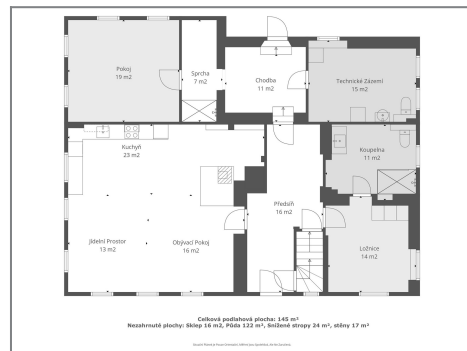 Pokoj
19 m2
Sprcha
7 m2
Chodba
11 m2
Technické Zázemí
15 m2
Kuchyň
23 m2
Koupelna
11 m2
Předsíň
16 m2
Jídelní Prostor
13 m2
Obývací Pokoj
16 m2
Ložnice
14 m2
Celková podlahová plocha: 145 m²
Nezahrnuté plochy: Sklep 16 m2, Půda 122 m², Snížené stropy 24 m², stěny 17 m²